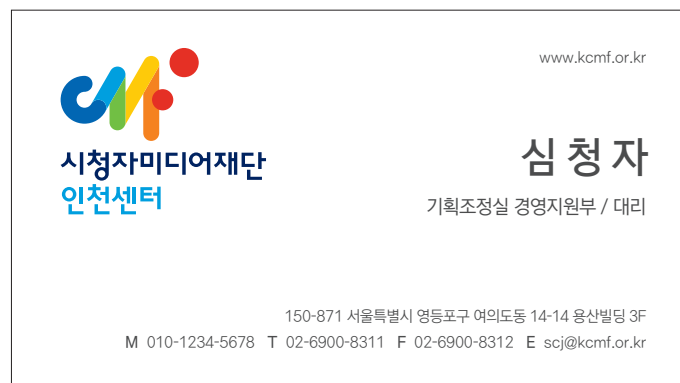 www.kcmf.or.kr
시청자미디어재단
인천센터
심청자
기획조정실 경영지원부 / 대리
150-871 서울특별시 영등포구 여의도동 14-14 용산빌딩 3F
M 010-1234-5678 T 02-6900-8311 F 02-6900-8312 E scj@kcmf.or.kr